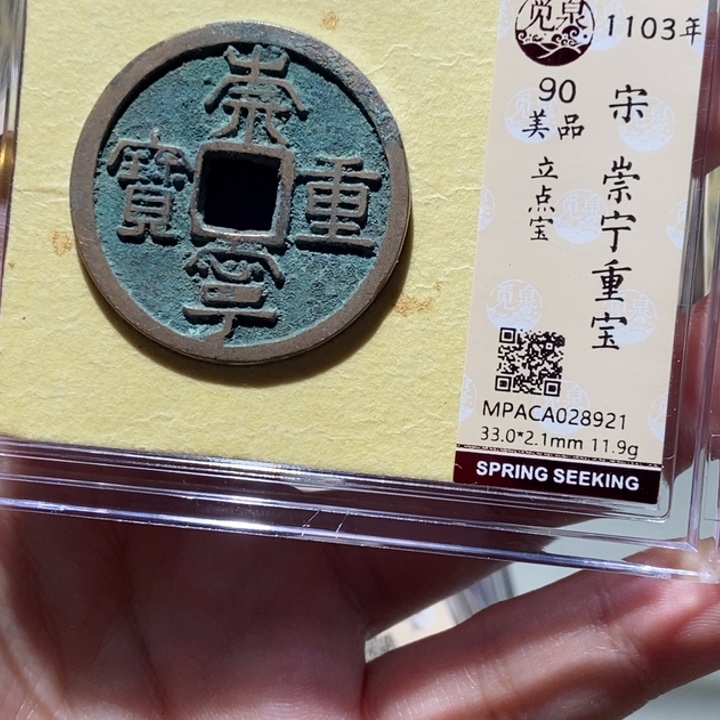 崇
重
寧
寶
觅泉
1103年
90
美品
立点宝
宋
崇宁重宝
MPACA028921
33.0*2.1mm 11.9g
SPRING SEEKING